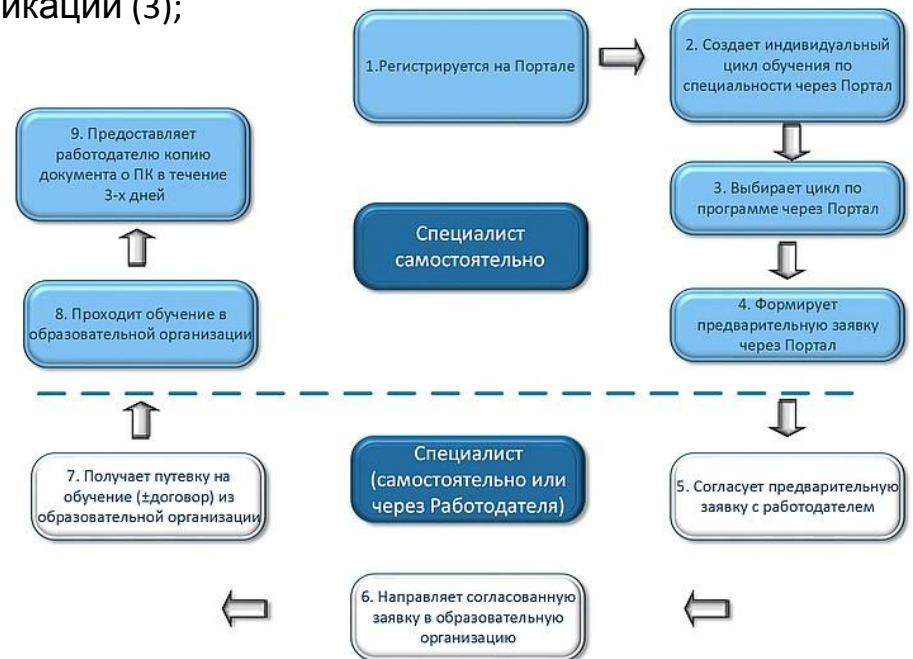 икации (3);
1.Регистрируется на Портале
2. Создает индивидуальный
цикл обучения по
специальности через Портал
3. Выбирает цикл по
программе через Портал
4. Формирует
предварительную заявку
через Портал
Специалист
самостоятельно
9. Предоставляет
работодателю копию
документа о ПК в течение
3-х дней
8. Проходит обучение в
образовательной организации
Специалист
(самостоятельно или
через Работодателя)
5. Согласует предварительную
заявку с работодателем
6. Направляет согласованную
заявку в образовательную
организацию
7. Получает путевку на
обучение (±договор) из
образовательной организации